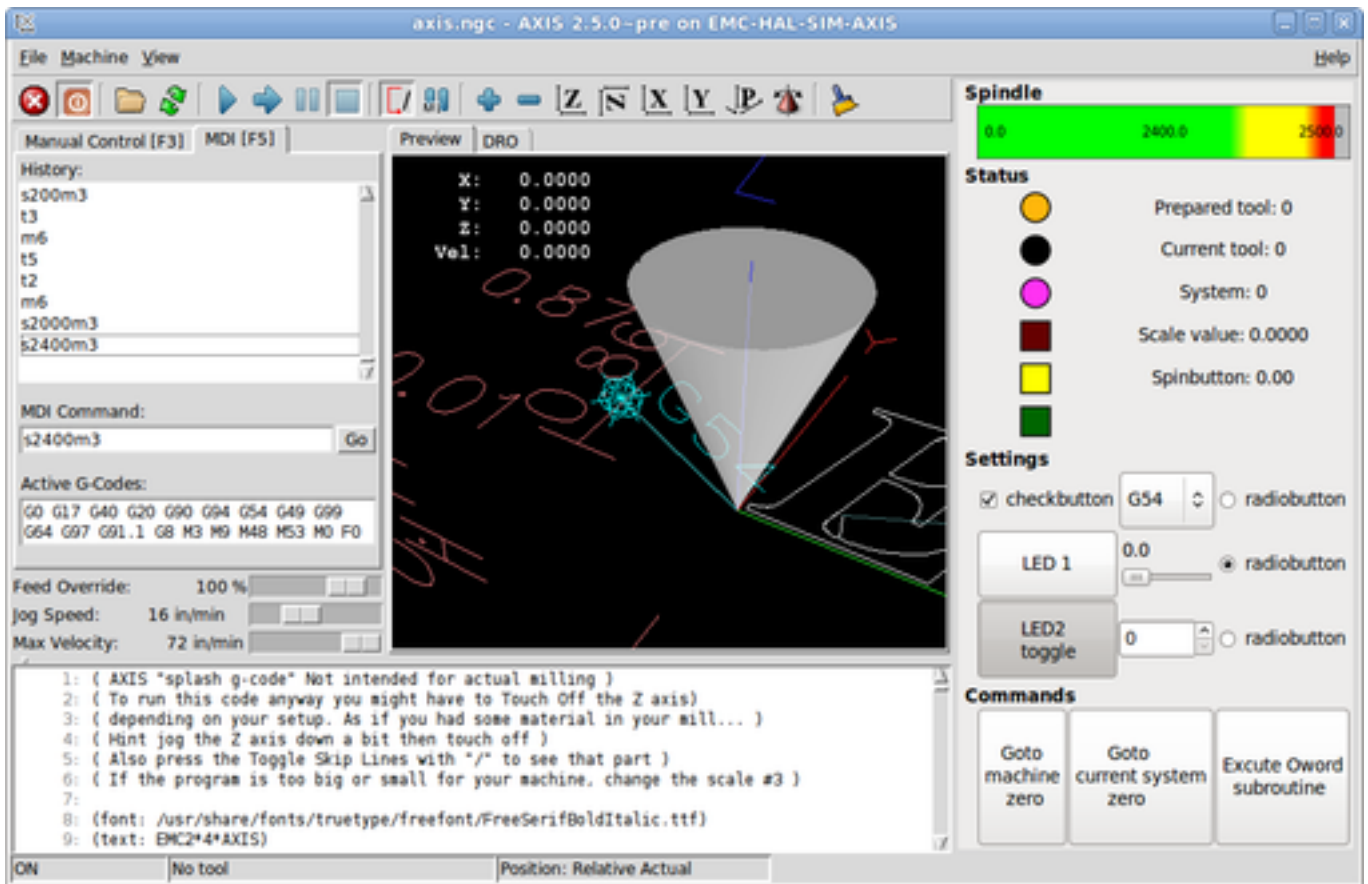 axis.ngc - AXIS 2.5.0~pre on EMC-HAL-SIM-AXIS
File Machine View Help
Z N X Y P
Manual Control [F3] MDI [F5]
History:
s200m3
t3
m6
t5
t2
m6
s2000m3
s2400m3
MDI Command:
s2400m3 Go
Active G-Codes:
G0 G17 G40 G20 G90 G94 G54 G49 G99
G64 G97 G91.1 G8 M3 M9 M48 M53 M0 F0
Feed Override: 100 %
Jog Speed: 16 in/min
Max Velocity: 72 in/min
Preview DRO
X: 0.0000
Y: 0.0000
Z: 0.0000
Vel: 0.0000
G54
Y
Spindle
0.0 2400.0 2500.0
Status
Prepared tool: 0
Current tool: 0
System: 0
Scale value: 0.0000
Spinbutton: 0.00
Settings
checkbutton G54 radiobutton
LED 1 0.0 radiobutton
LED2
toggle 0 radiobutton
Commands
Goto
machine
zero
Goto
current system
zero
Excute Oword
subroutine
1: ( AXIS "splash g-code" Not intended for actual milling )
2: ( To run this code anyway you might have to Touch Off the Z axis)
3: ( depending on your setup. As if you had some material in your mill... )
4: ( Hint jog the Z axis down a bit then touch off )
5: ( Also press the Toggle Skip Lines with "/" to see that part )
6: ( If the program is too big or small for your machine, change the scale #3 )
7:
8: (font: /usr/share/fonts/truetype/freefont/FreeSerifBoldItalic.ttf)
9: (text: EMC2*4*AXIS)
ON No tool Position: Relative Actual